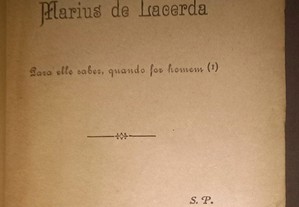 Marius de Lacerda
Para elle saber, quando for homem (1)
S. P.